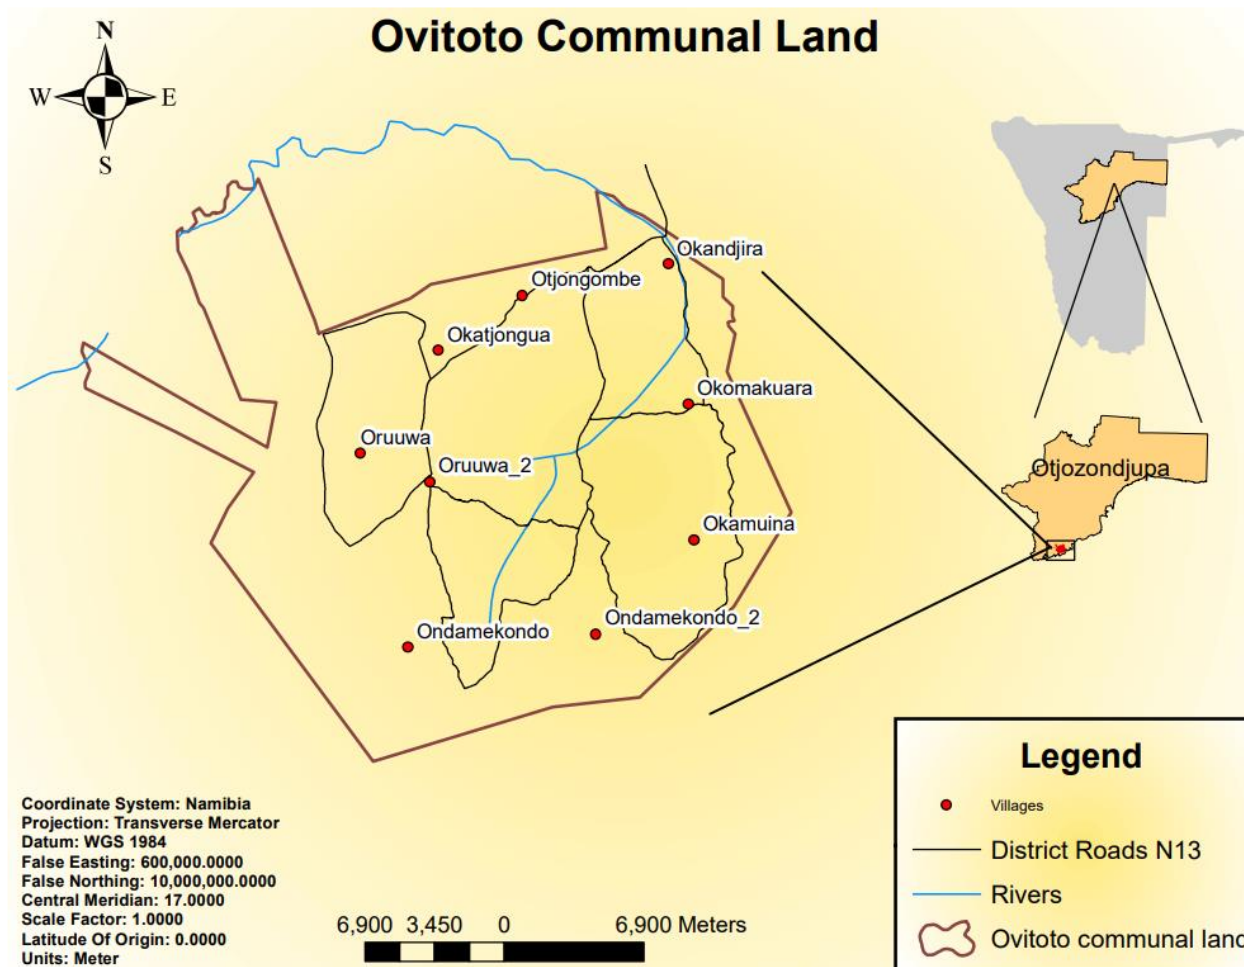 Ovitoto Communal Land
N
W E
S
Okandjira
Otjongombe
Okatjongua
Okomakuara
Oruuwa
Oruuwa_2
Otjozondjupa
Okamuina
Ondamekondo_2
Ondamekondo
Legend
Villages
District Roads N13
Rivers
Ovitoto communal land
Coordinate System: Namibia
Projection: Transverse Mercator
Datum: WGS 1984
False Easting: 600,000.0000
False Northing: 10,000,000.0000
Central Meridian: 17.0000
Scale Factor: 1.0000
Latitude Of Origin: 0.0000
Units: Meter
6,900 3,450 0 6,900 Meters